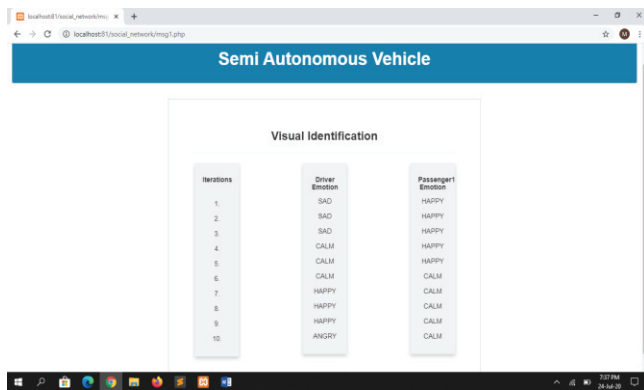 localhost:81/social_network/msg
localhost:81/social_network/msg1.php
M
Semi Autonomous Vehicle
Visual Identification
Iterations Driver Emotion Passenger1 Emotion
1. SAD HAPPY
2. SAD HAPPY
3. SAD HAPPY
4. CALM HAPPY
5. CALM HAPPY
6. CALM CALM
7. HAPPY CALM
8. HAPPY CALM
9. HAPPY CALM
10. ANGRY CALM
7:37 PM
24-Jul-20